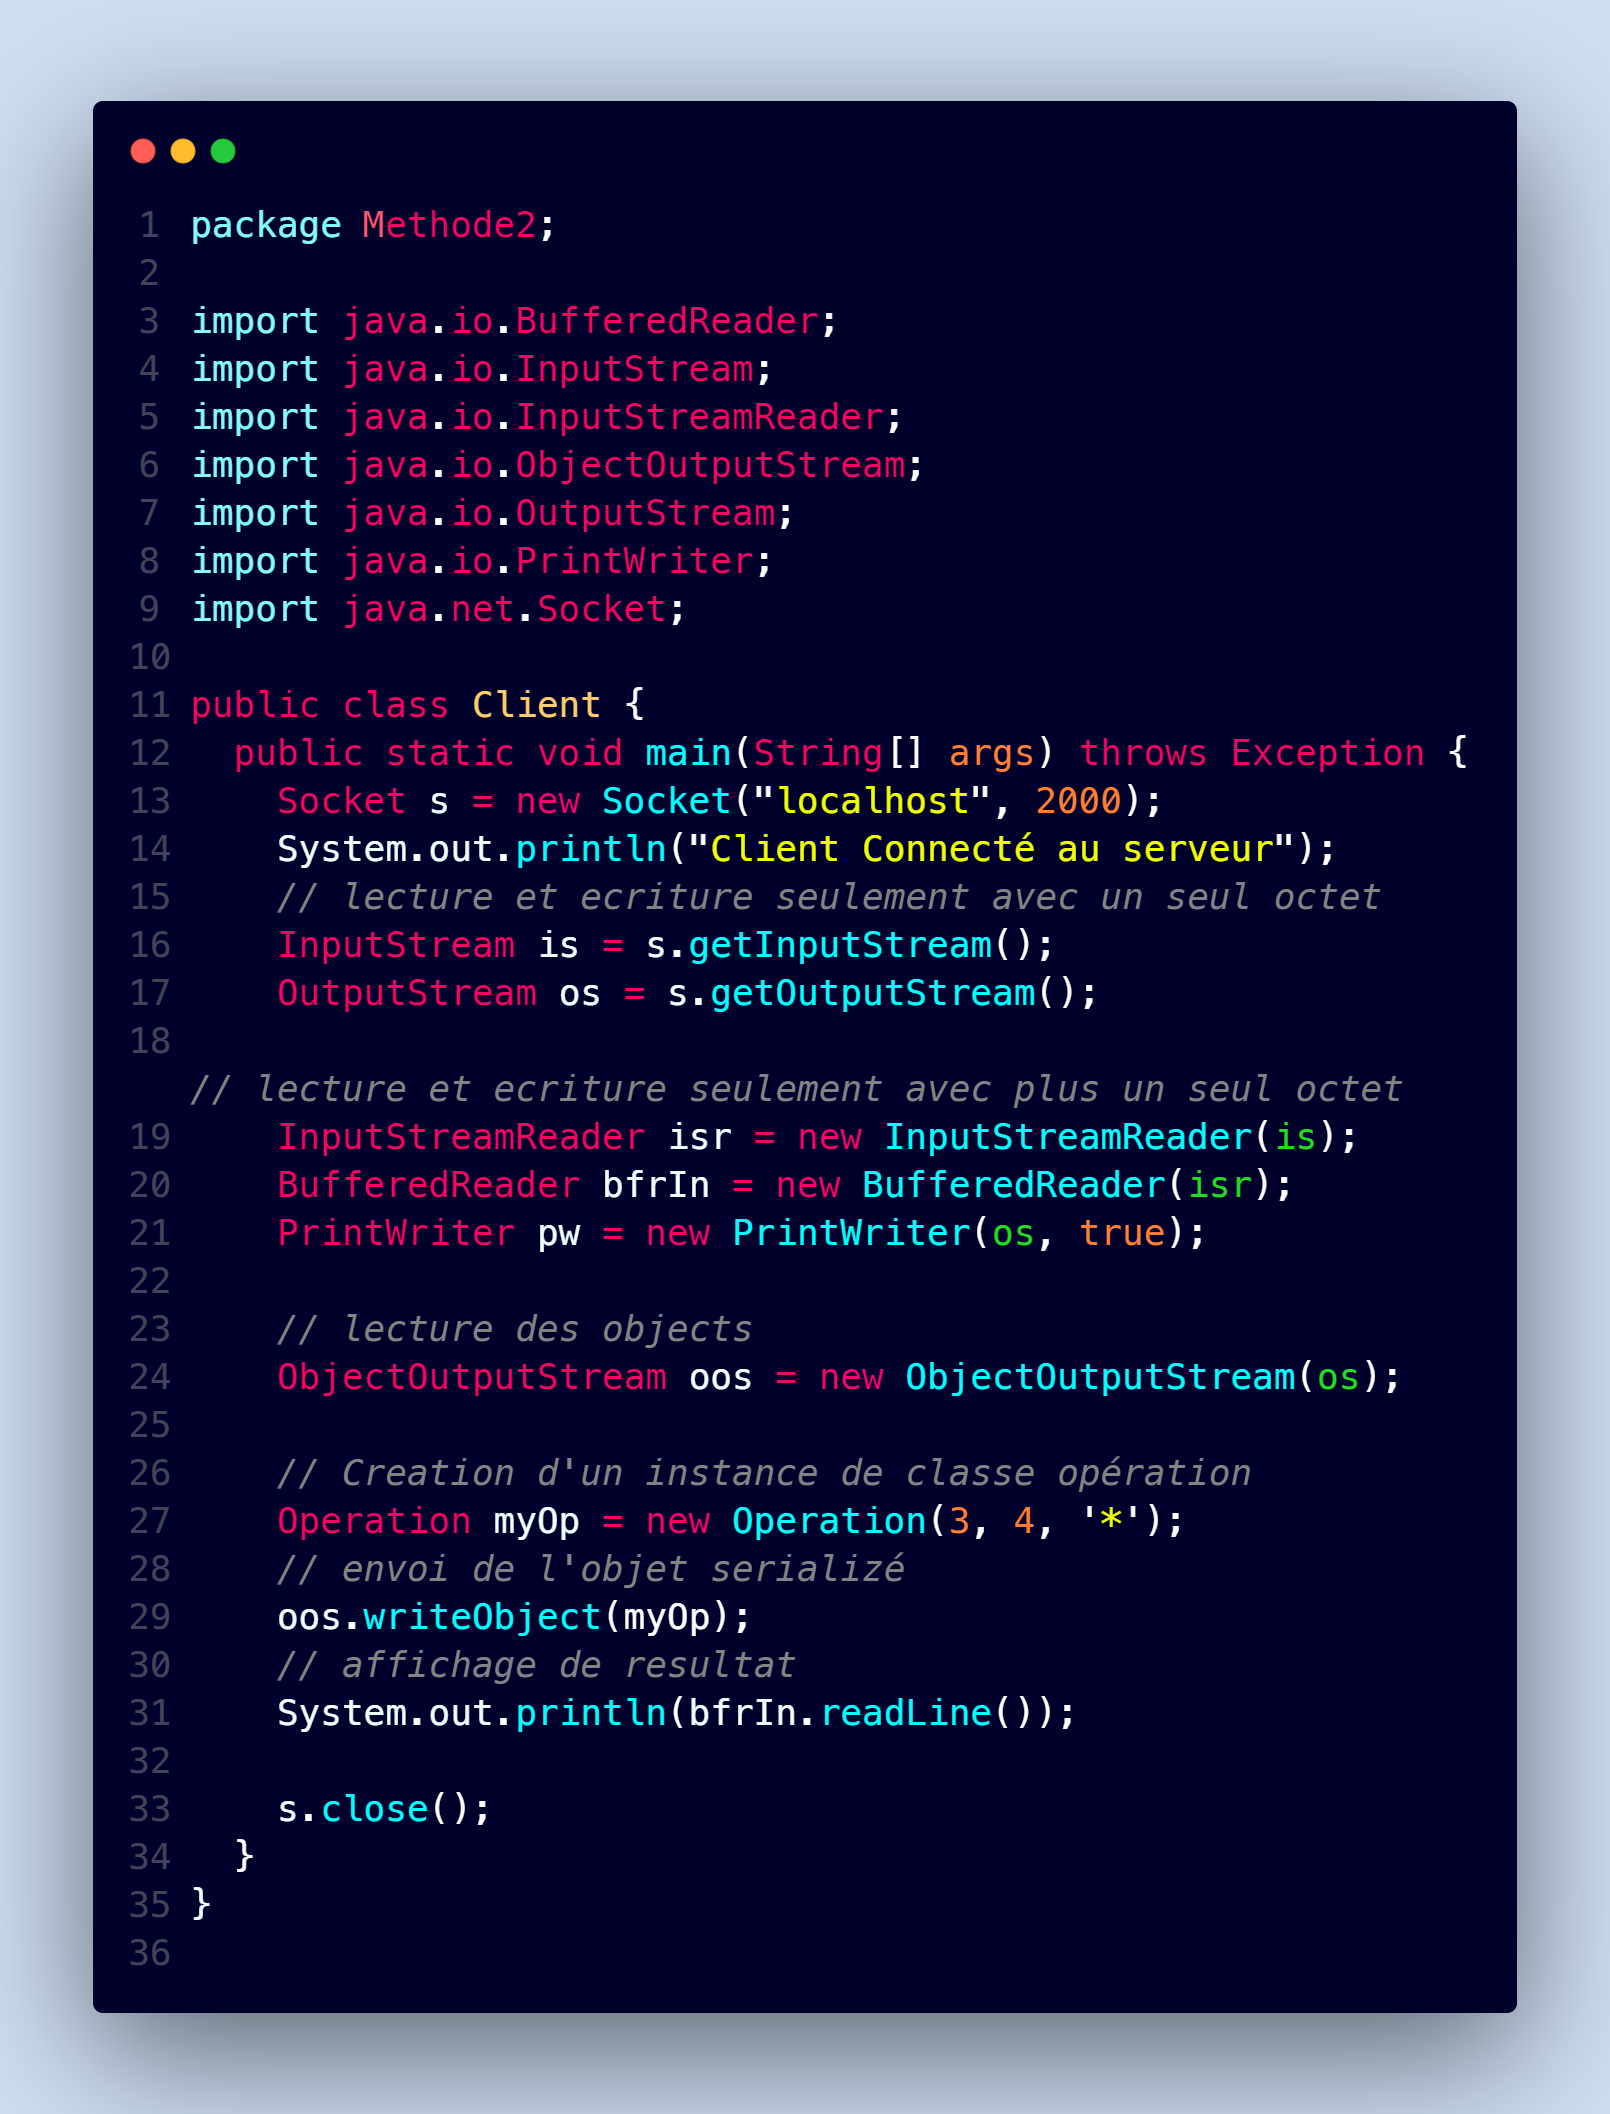 1 package Methode2;
2
3 import java.io.BufferedReader;
4 import java.io.InputStream;
5 import java.io.InputStreamReader;
6 import java.io.ObjectOutputStream;
7 import java.io.OutputStream;
8 import java.io.PrintWriter;
9 import java.net.Socket;
10
11 public class Client {
12   public static void main(String[] args) throws Exception {
13     Socket s = new Socket("localhost", 2000);
14     System.out.println("Client Connecté au serveur");
15     // lecture et ecriture seulement avec un seul octet
16     InputStream is = s.getInputStream();
17     OutputStream os = s.getOutputStream();
18
// lecture et ecriture seulement avec plus un seul octet
19     InputStreamReader isr = new InputStreamReader(is);
20     BufferedReader bfrIn = new BufferedReader(isr);
21     PrintWriter pw = new PrintWriter(os, true);
22
23     // lecture des objects
24     ObjectOutputStream oos = new ObjectOutputStream(os);
25
26     // Creation d'un instance de classe opération
27     Operation myOp = new Operation(3, 4, '*');
28     // envoi de l'objet serializé
29     oos.writeObject(myOp);
30     // affichage de resultat
31     System.out.println(bfrIn.readLine());
32
33     s.close();
34   }
35 }
36